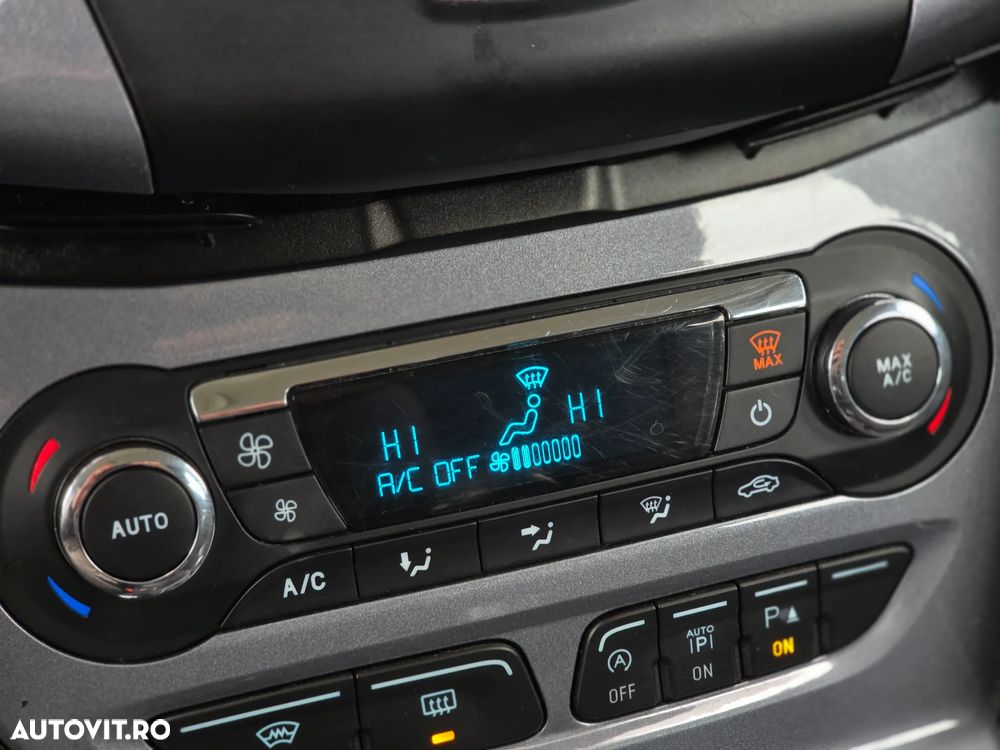 MAX
MAX
A/C
HI
HI
A/C OFF
AUTO
A/C
AUTO
|P|
P
OFF
ON
ON
AUTOVIT.RO